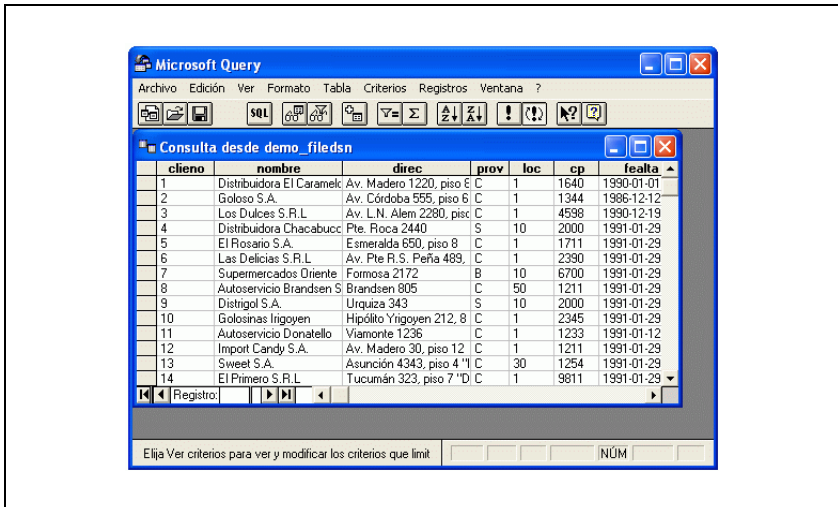 Microsoft Query
Archivo Edición Ver Formato Tabla Criterios Registros Ventana ?
SQL
Consulta desde demo_filedsn
clieno nombre direc prov loc cp fealta
1 Distribuidora El Caramelo Av. Madero 1220, piso 8 C 1 1640 1990-01-01
2 Goloso S.A. Av. Córdoba 555, piso 6 C 1 1344 1986-12-12
3 Los Dulces S.R.L Av. L.N. Alem 2280, piso C 1 4598 1990-12-19
4 Distribuidora Chacabuco Pte. Roca 2440 S 10 2000 1991-01-29
5 El Rosario S.A. Esmeralda 650, piso 8 C 1 1711 1991-01-29
6 Las Delicias S.R.L Av. Pte R.S. Peña 489, C 1 2390 1991-01-29
7 Supermercados Oriente Formosa 2172 B 10 6700 1991-01-29
8 Autoservicio Brandsen S Brandsen 805 C 50 1211 1991-01-29
9 Distrigol S.A. Urquiza 343 S 10 2000 1991-01-29
10 Golosinas Irigoyen Hipólito Yrigoyen 212, 8 C 1 2345 1991-01-29
11 Autoservicio Donatello Viamonte 1236 C 1 1233 1991-01-12
12 Import Candy S.A. Av. Madero 30, piso 12 C 1 1211 1991-01-29
13 Sweet S.A. Asunción 4343, piso 4 " C 30 1254 1991-01-29
14 El Primero S.R.L Tucumán 323, piso 7 "D C 1 9811 1991-01-29
Registro:
Elija Ver criterios para ver y modificar los criterios que limit NÚM